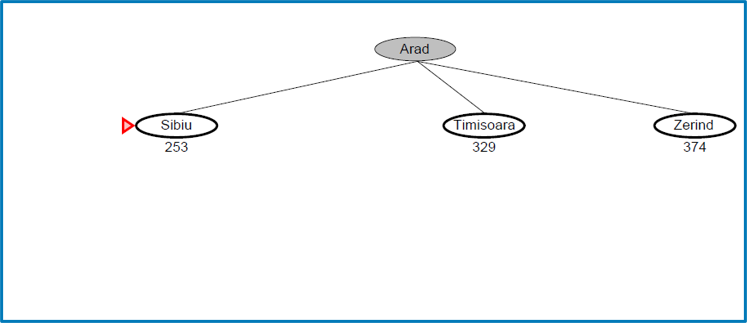 Arad
Sibiu
Timisoara
Zerind
253
329
374